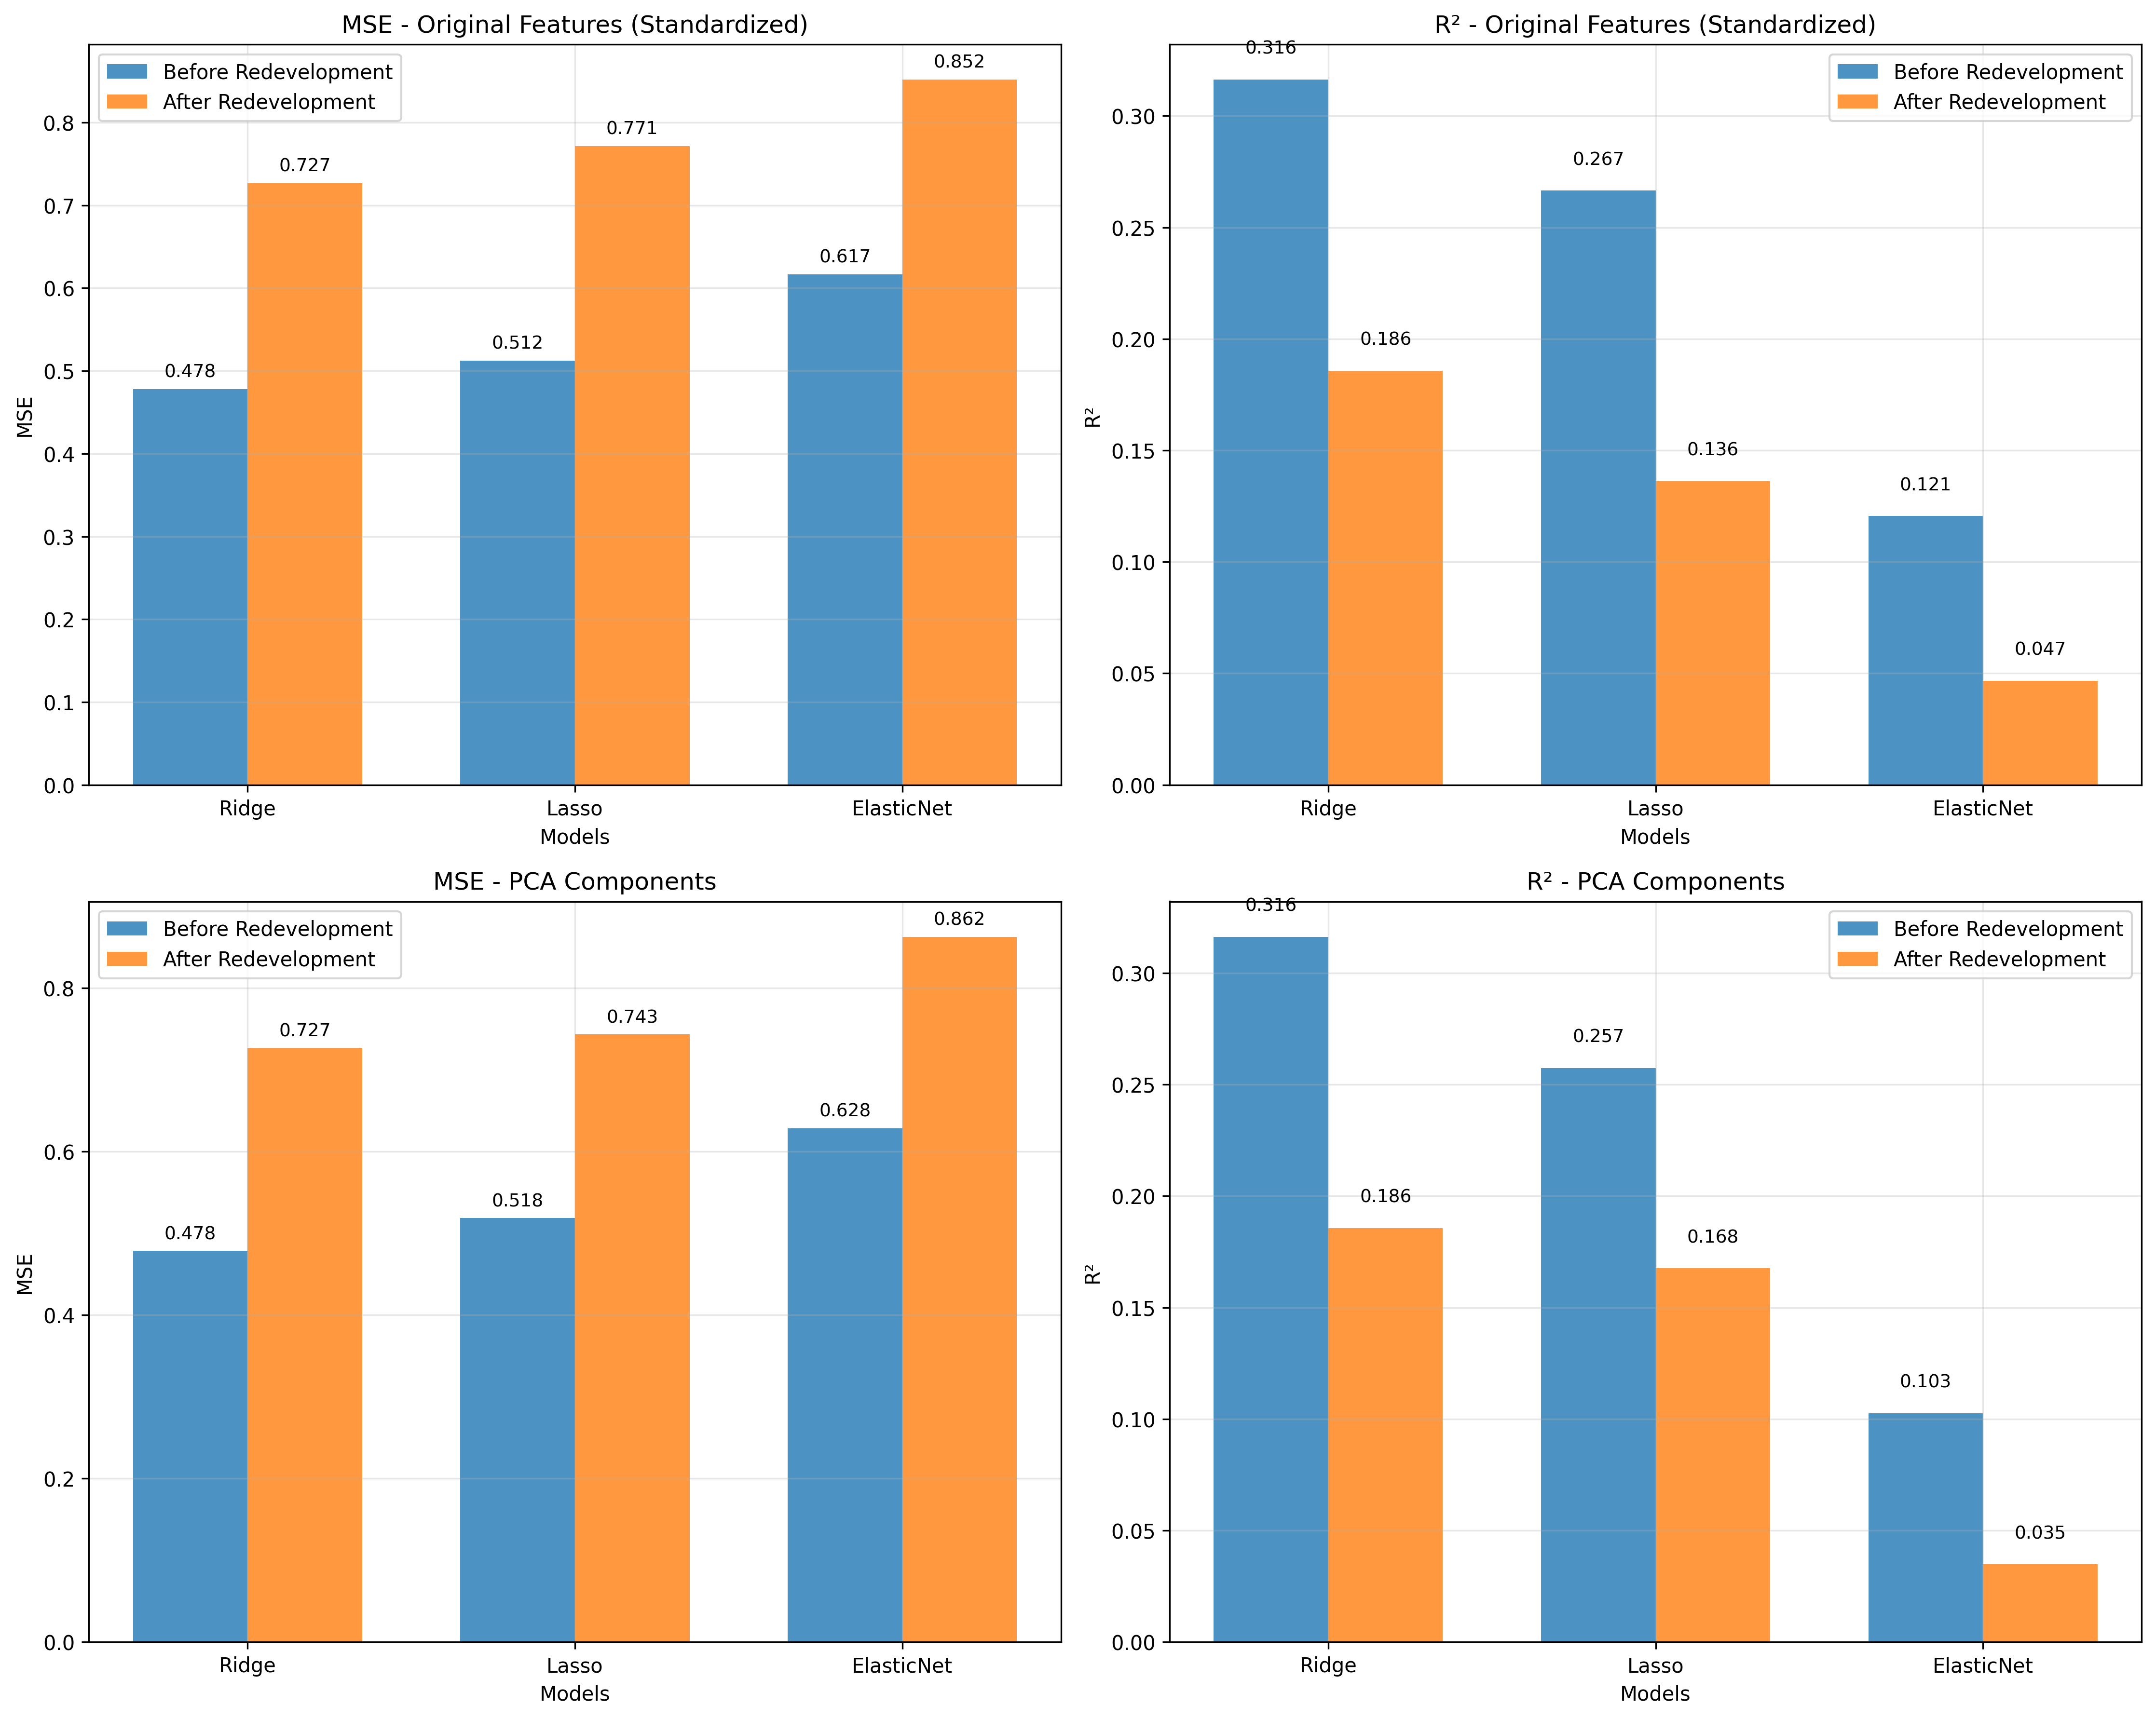 MSE - Original Features (Standardized)
Before Redevelopment
After Redevelopment
0.852
0.771
0.727
0.617
0.512
0.478
MSE
0.8
0.7
0.6
0.5
0.4
0.3
0.2
0.1
0.0
Ridge
Lasso
ElasticNet
Models
R² - Original Features (Standardized)
Before Redevelopment
After Redevelopment
0.316
0.267
0.186
0.136
0.121
0.047
R²
0.30
0.25
0.20
0.15
0.10
0.05
0.00
Ridge
Lasso
ElasticNet
Models
MSE - PCA Components
Before Redevelopment
After Redevelopment
0.862
0.743
0.727
0.628
0.518
0.478
MSE
0.8
0.6
0.4
0.2
0.0
Ridge
Lasso
ElasticNet
Models
R² - PCA Components
Before Redevelopment
After Redevelopment
0.316
0.257
0.186
0.168
0.103
0.035
R²
0.30
0.25
0.20
0.15
0.10
0.05
0.00
Ridge
Lasso
ElasticNet
Models